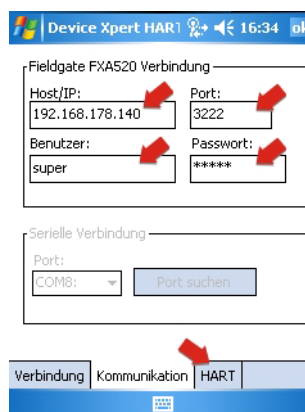 Device Xpert HART 16:34 ok
Fieldgate FXA520 Verbindung
Host/IP: Port:
192.168.178.140 3222
Benutzer: Passwort:
super *****
Serielle Verbindung
Port:
COM8: Port suchen
Verbindung Kommunikation HART